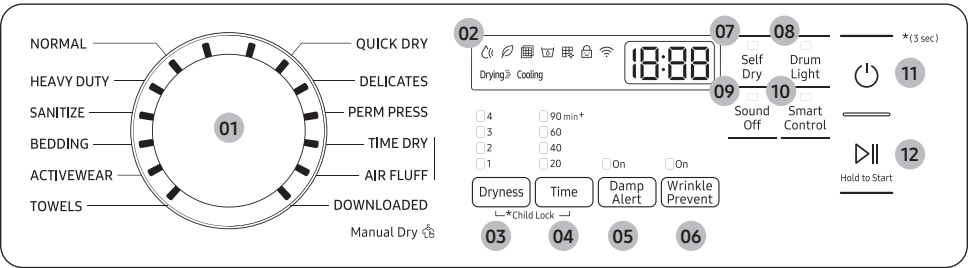 NORMAL
HEAVY DUTY
SANITIZE
BEDDING
ACTIVEWEAR
TOWELS
01
QUICK DRY
DELICATES
PERM PRESS
TIME DRY
AIR FLUFF
DOWNLOADED
Manual Dry
02
18:88
Drying Cooling
4
3
2
1
90 min+
60
40
20
On
On
Dryness
Time
Damp
Alert
Wrinkle
Prevent
*Child Lock
03
04
05
06
07
08
Self
Dry
Drum
Light
09
10
Sound
Off
Smart
Control
*(3 sec)
11
12
Hold to Start